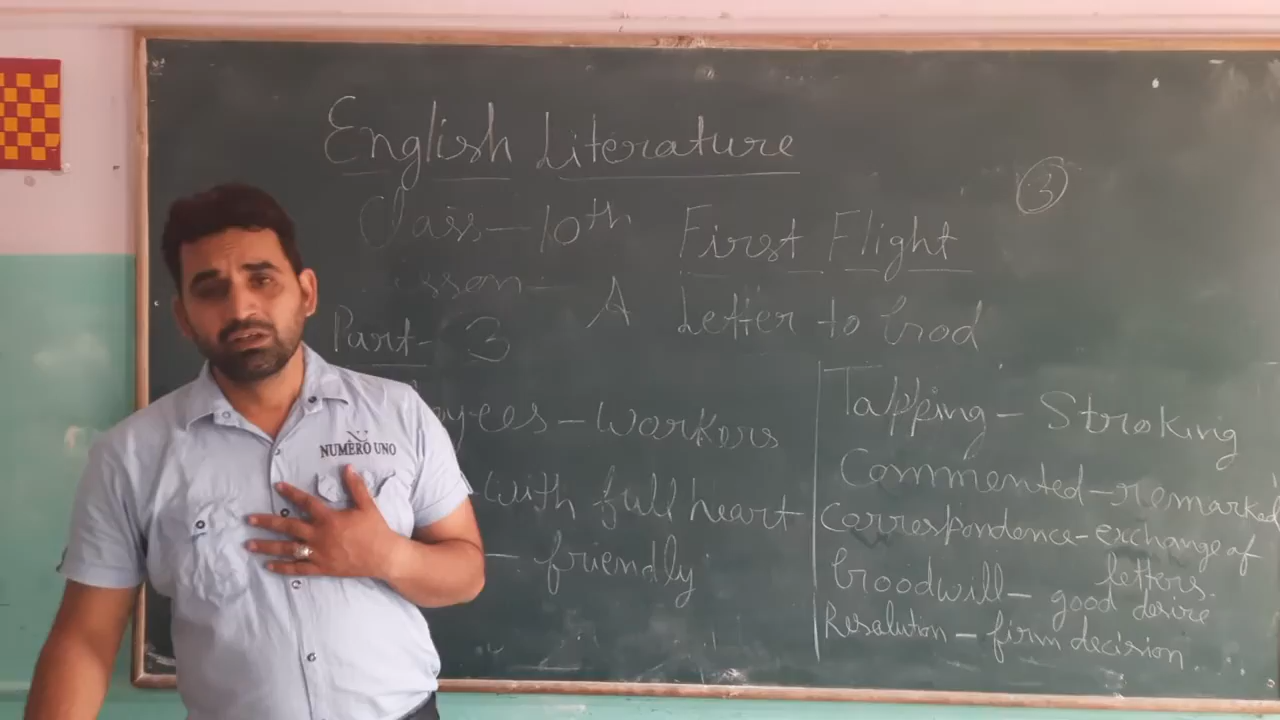 English Literature
3
Class-10th First Flight
A Letter to God
Part- 3
-workers
-with full heart
- friendly
Tapping - Stroking
Commented-remarked
Correspondence-exchange of
letters.
Goodwill- good desire
Resolution - firm decision
NUMERO UNO